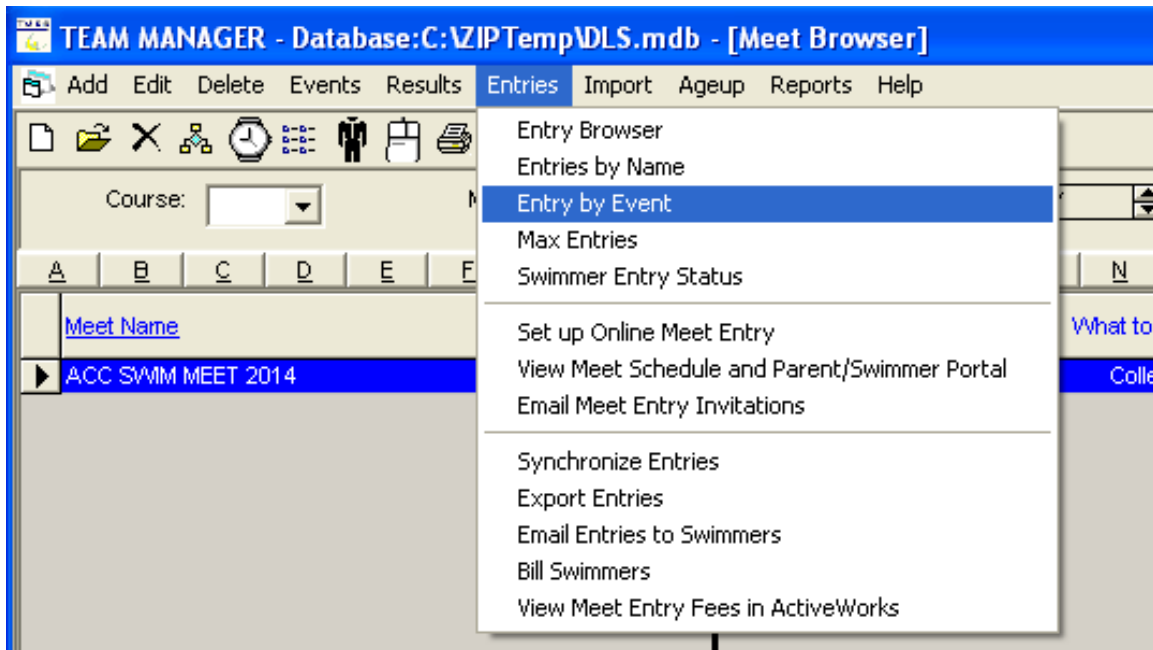 TEAM MANAGER - Database:C:\ZIPTemp\DLS.mdb - [Meet Browser]
Add Edit Delete Events Results Entries Import Ageup Reports Help
Entry Browser
Entries by Name
Course:
Entry by Event
Max Entries
A B C D E F N
Swimmer Entry Status
Meet Name
What to
Set up Online Meet Entry
ACC SWIM MEET 2014
Colle
View Meet Schedule and Parent/Swimmer Portal
Email Meet Entry Invitations
Synchronize Entries
Export Entries
Email Entries to Swimmers
Bill Swimmers
View Meet Entry Fees in ActiveWorks